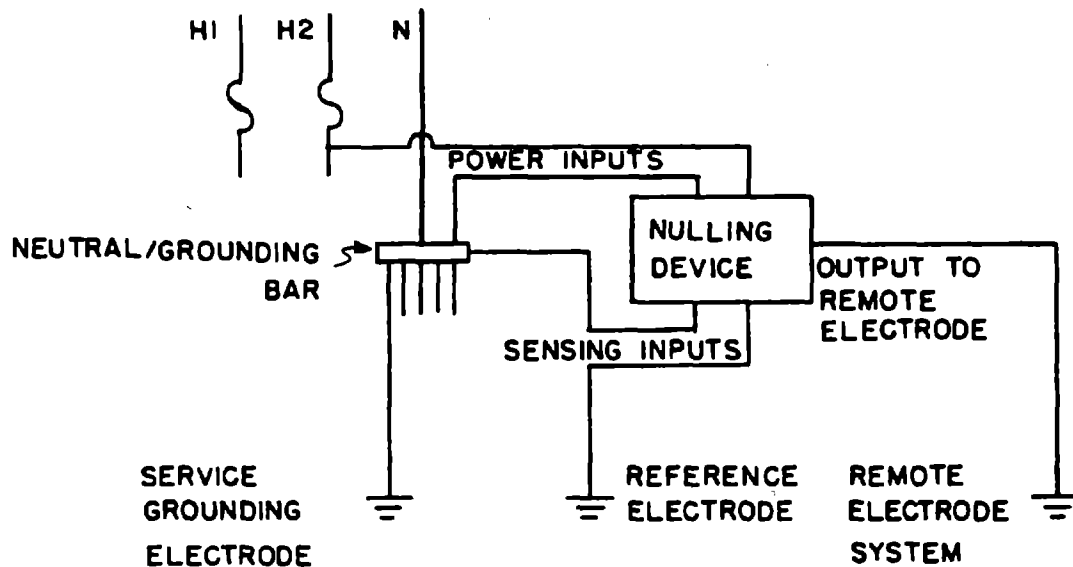 H1 H2 N
POWER INPUTS
NEUTRAL/GROUNDING
BAR
NULLING
DEVICE
OUTPUT TO
REMOTE
ELECTRODE
SENSING INPUTS
SERVICE
GROUNDING
ELECTRODE
REFERENCE
ELECTRODE
REMOTE
ELECTRODE
SYSTEM